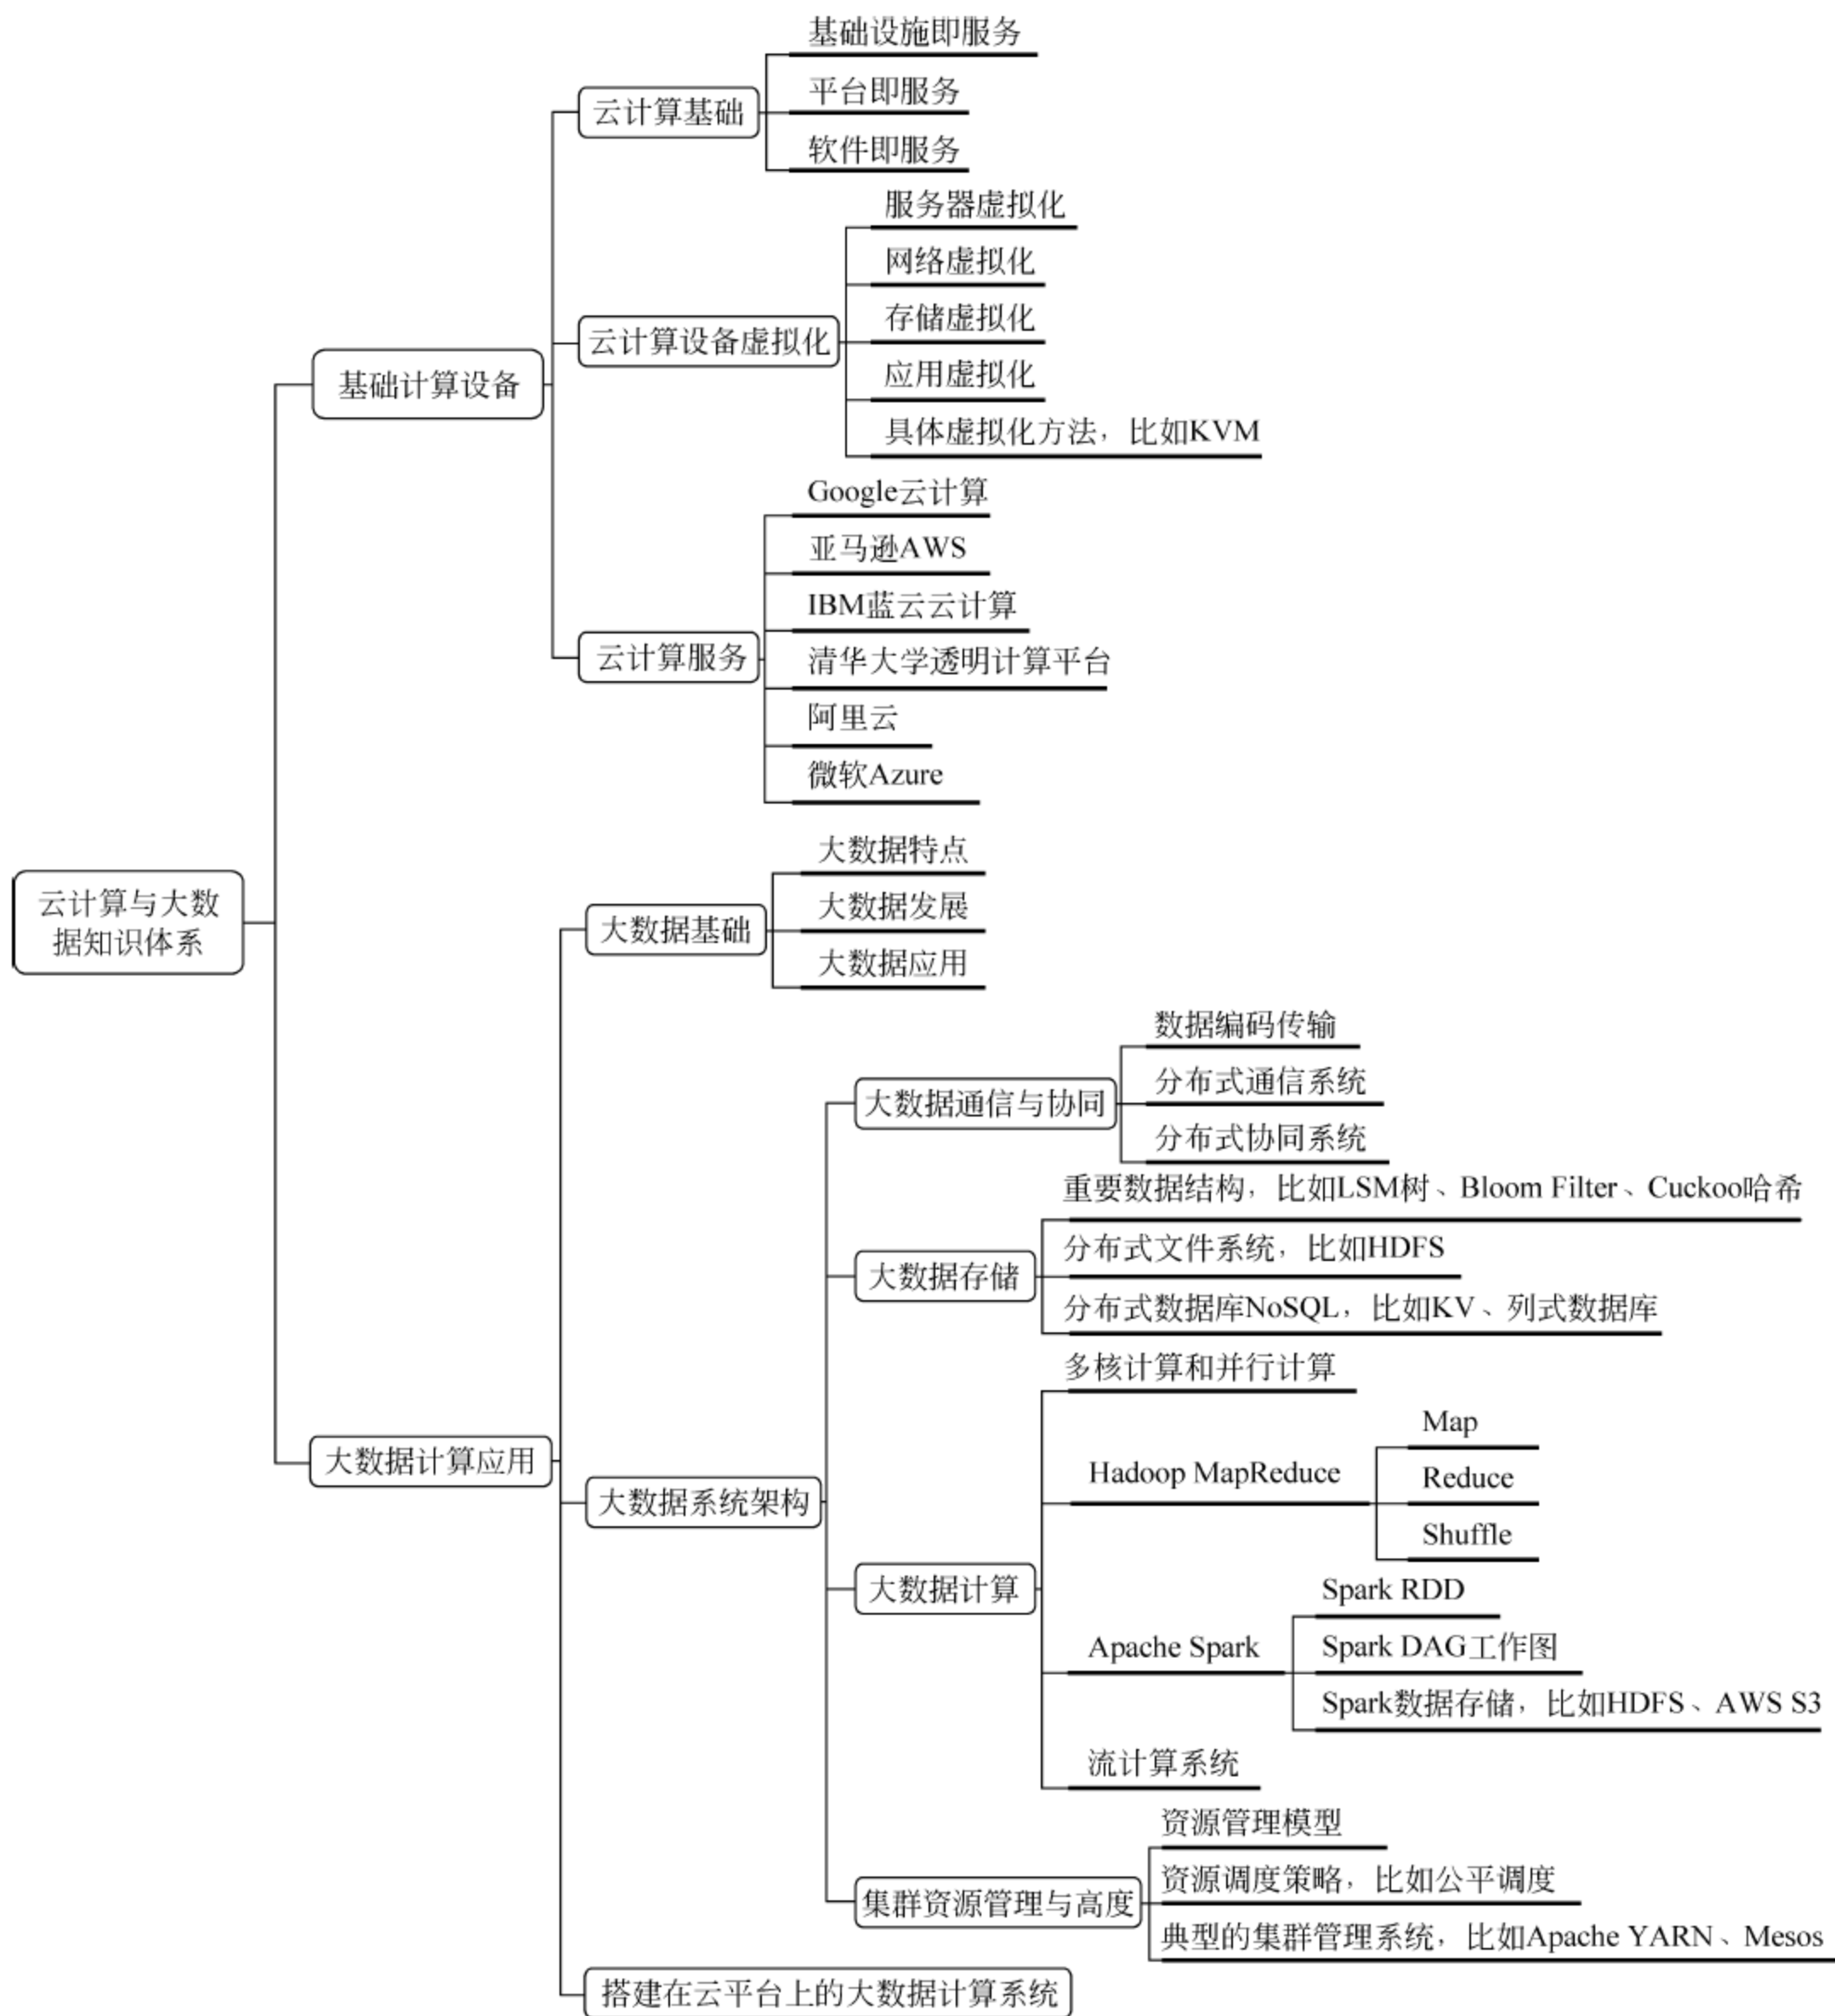 基础设施即服务
云计算基础
平台即服务
软件即服务
服务器虚拟化
网络虚拟化
云计算设备虚拟化
存储虚拟化
应用虚拟化
基础计算设备
具体虚拟化方法，比如KVM
Google云计算
亚马逊AWS
IBM蓝云云计算
云计算服务
清华大学透明计算平台
阿里云
微软Azure
云计算与大数
据知识体系
大数据特点
大数据基础
大数据发展
大数据应用
数据编码传输
大数据通信与协同
分布式通信系统
分布式协同系统
重要数据结构，比如LSM树、Bloom Filter、Cuckoo哈希
大数据存储
分布式文件系统，比如HDFS
分布式数据库NoSQL，比如KV、列式数据库
大数据计算应用
大数据系统架构
多核计算和并行计算
Hadoop MapReduce
Map
Reduce
Shuffle
大数据计算
Apache Spark
Spark RDD
Spark DAG工作图
Spark数据存储，比如HDFS、AWS S3
流计算系统
资源管理模型
集群资源管理与高度
资源调度策略，比如公平调度
典型的集群管理系统，比如Apache YARN、Mesos
搭建在云平台上的大数据计算系统